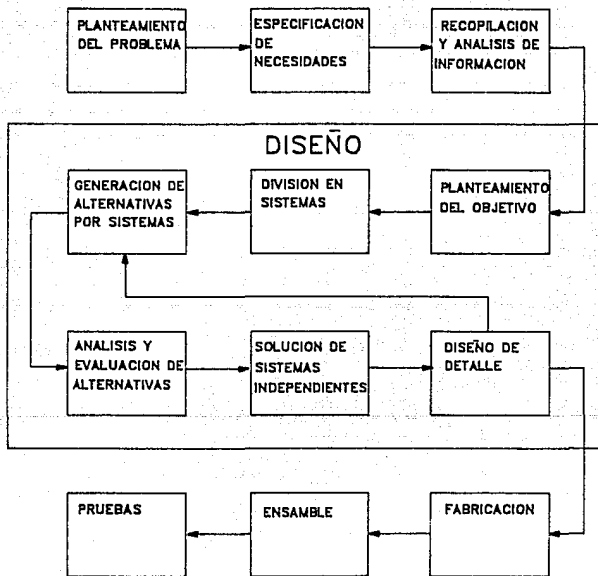 PLANTEAMIENTO
DEL PROBLEMA
ESPECIFICACION
DE
NECESIDADES
RECOPILACION
Y ANALISIS DE
INFORMACION
DISEÑO
GENERACION DE
ALTERNATIVAS
POR SISTEMAS
DIVISION EN
SISTEMAS
PLANTEAMIENTO
DEL OBJETIVO
ANALISIS Y
EVALUACION DE
ALTERNATIVAS
SOLUCION DE
SISTEMAS
INDEPENDIENTES
DISEÑO DE
DETALLE
PRUEBAS
ENSAMBLE
FABRICACION